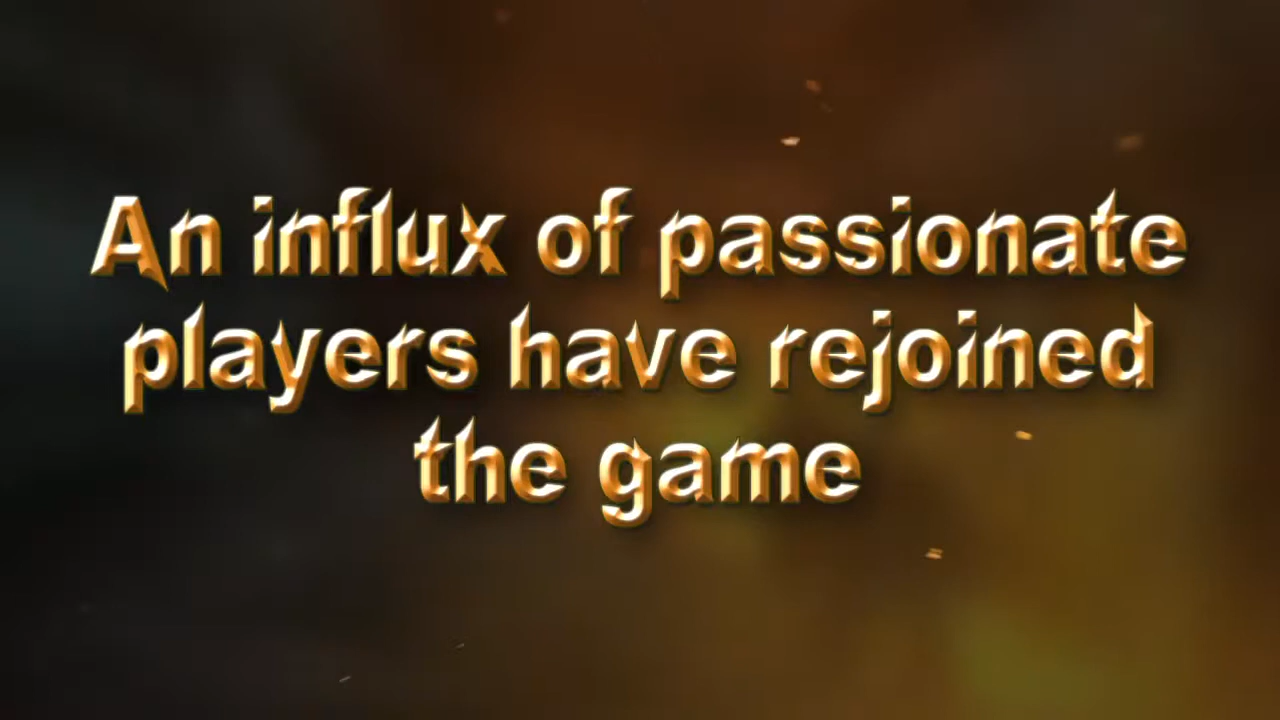 An influx of passionate
players have rejoined
the game